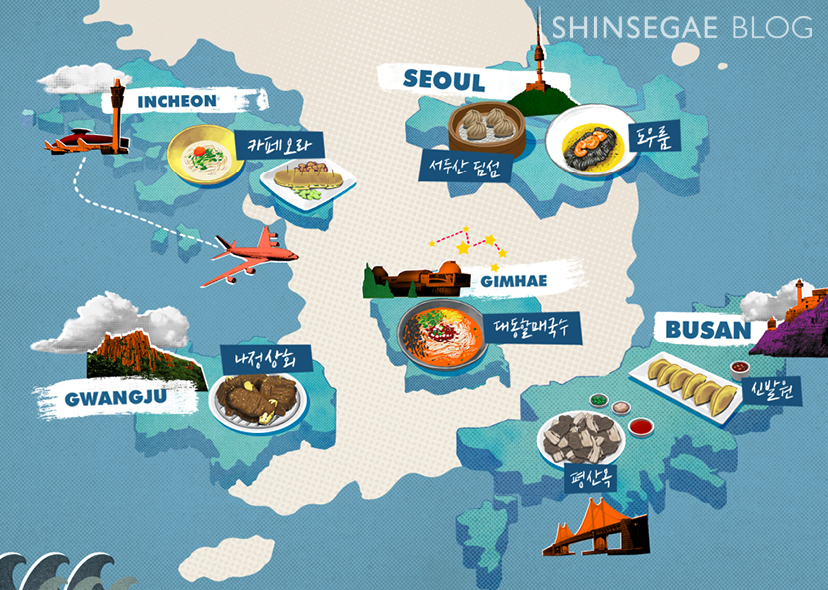 SHINSEGAE BLOG
INCHEON
SEOUL
카페오라
서두산 딤섬
도우룸
GIMHAE
대동할매국수
BUSAN
신발원
GWANGJU
나정상회
평산옥